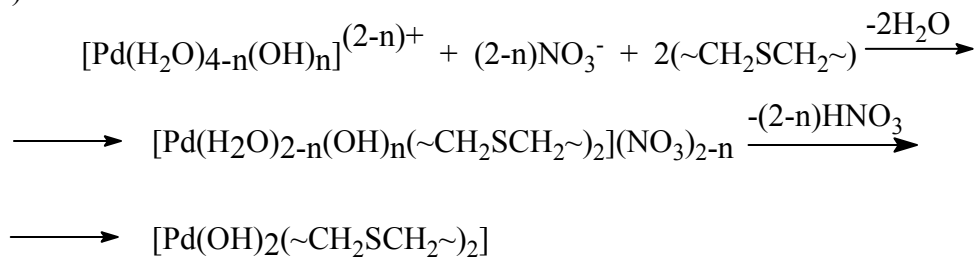 )
[Pd(H₂O)₄₋ₙ(OH)ₙ]⁽²⁻ⁿ⁾⁺ + (2-n)NO₃⁻ + 2(~CH₂SCH₂~) -2H₂O
[Pd(H2O)₂₋ₙ(OH)ₙ(~CH₂SCH₂~)₂](NO₃)₂₋ₙ -(2-n)HNO₃
[Pd(OH)₂(~CH₂SCH₂~)₂]